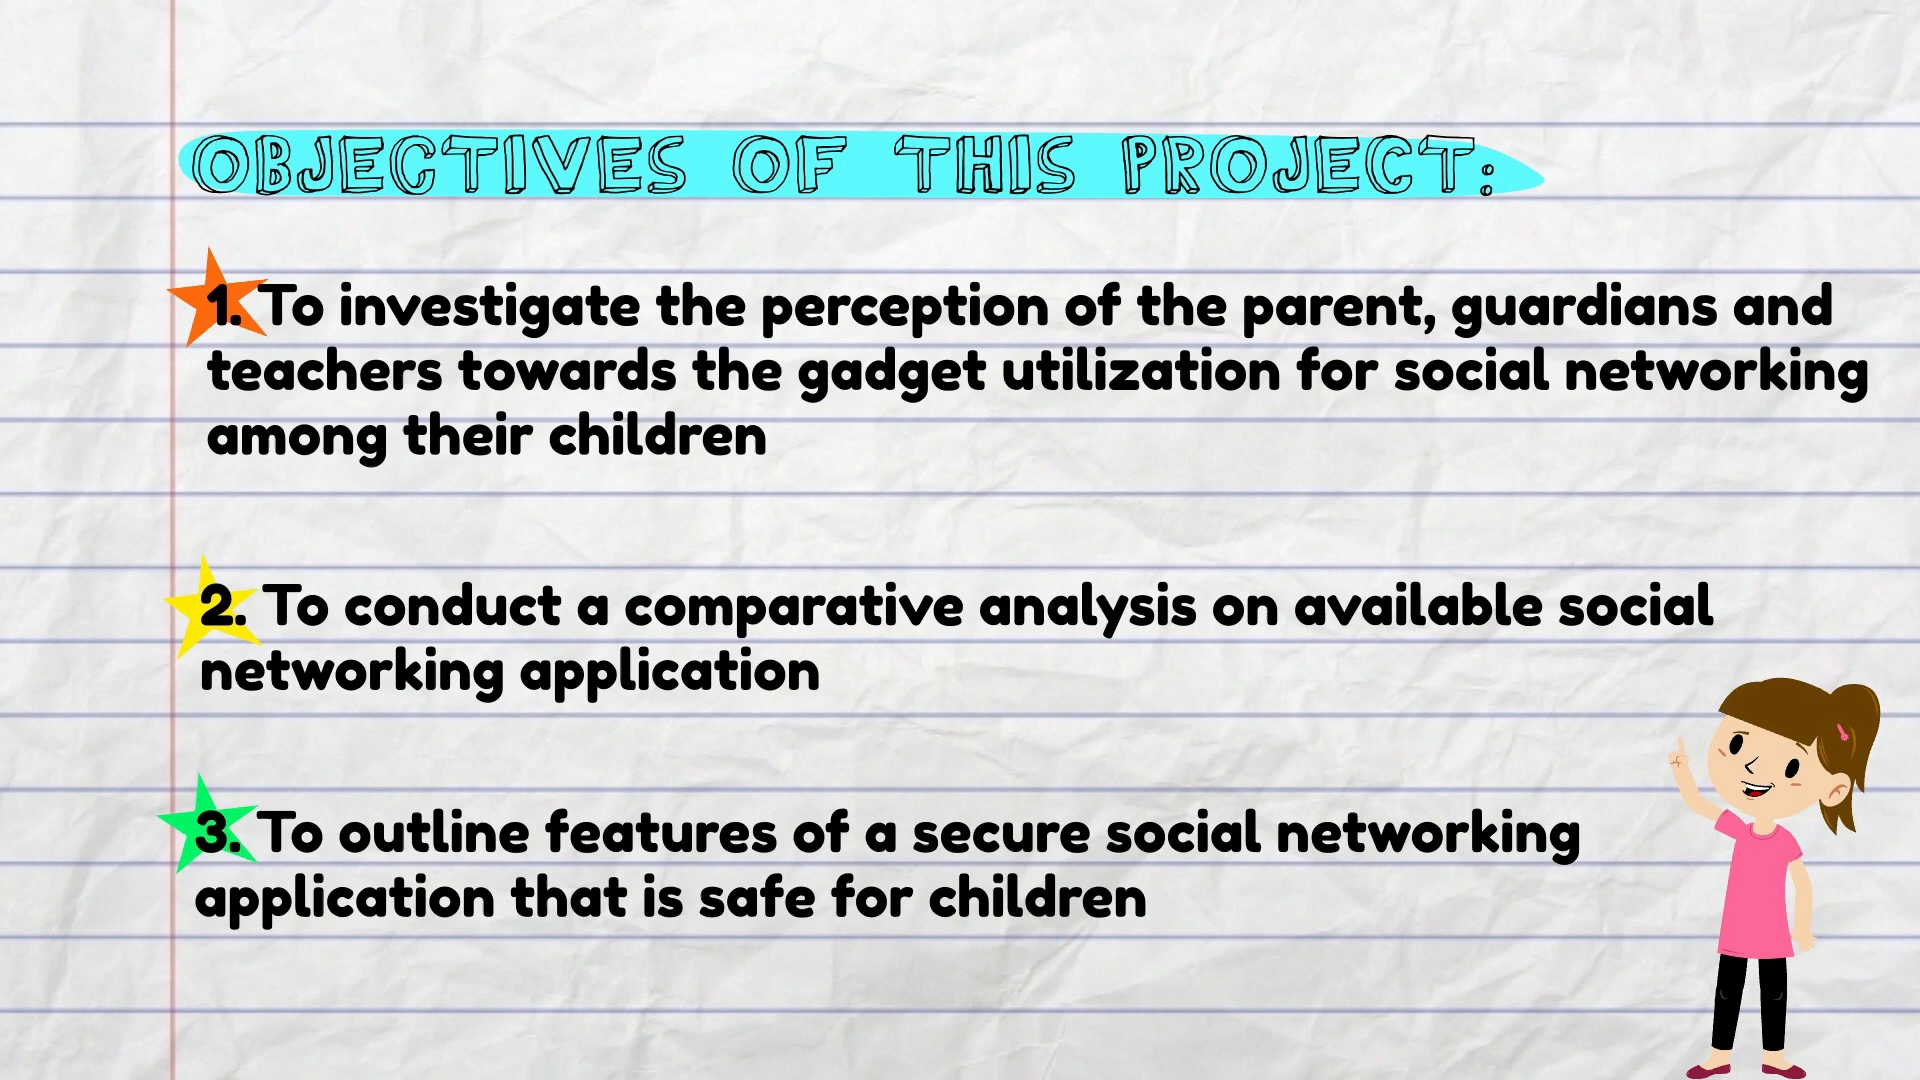 OBJECTIVES OF THIS PROJECT:
1. To investigate the perception of the parent, guardians and
teachers towards the gadget utilization for social networking
among their children
2. To conduct a comparative analysis on available social
networking application
3. To outline features of a secure social networking
application that is safe for children